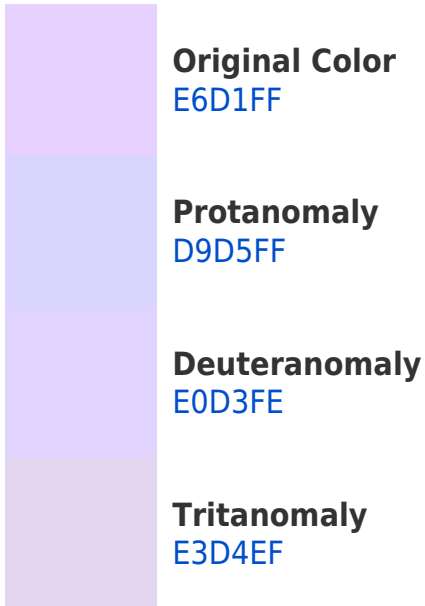 Original Color
E6D1FF
Protanomaly
D9D5FF
Deuteranomaly
E0D3FE
Tritanomaly
E3D4EF